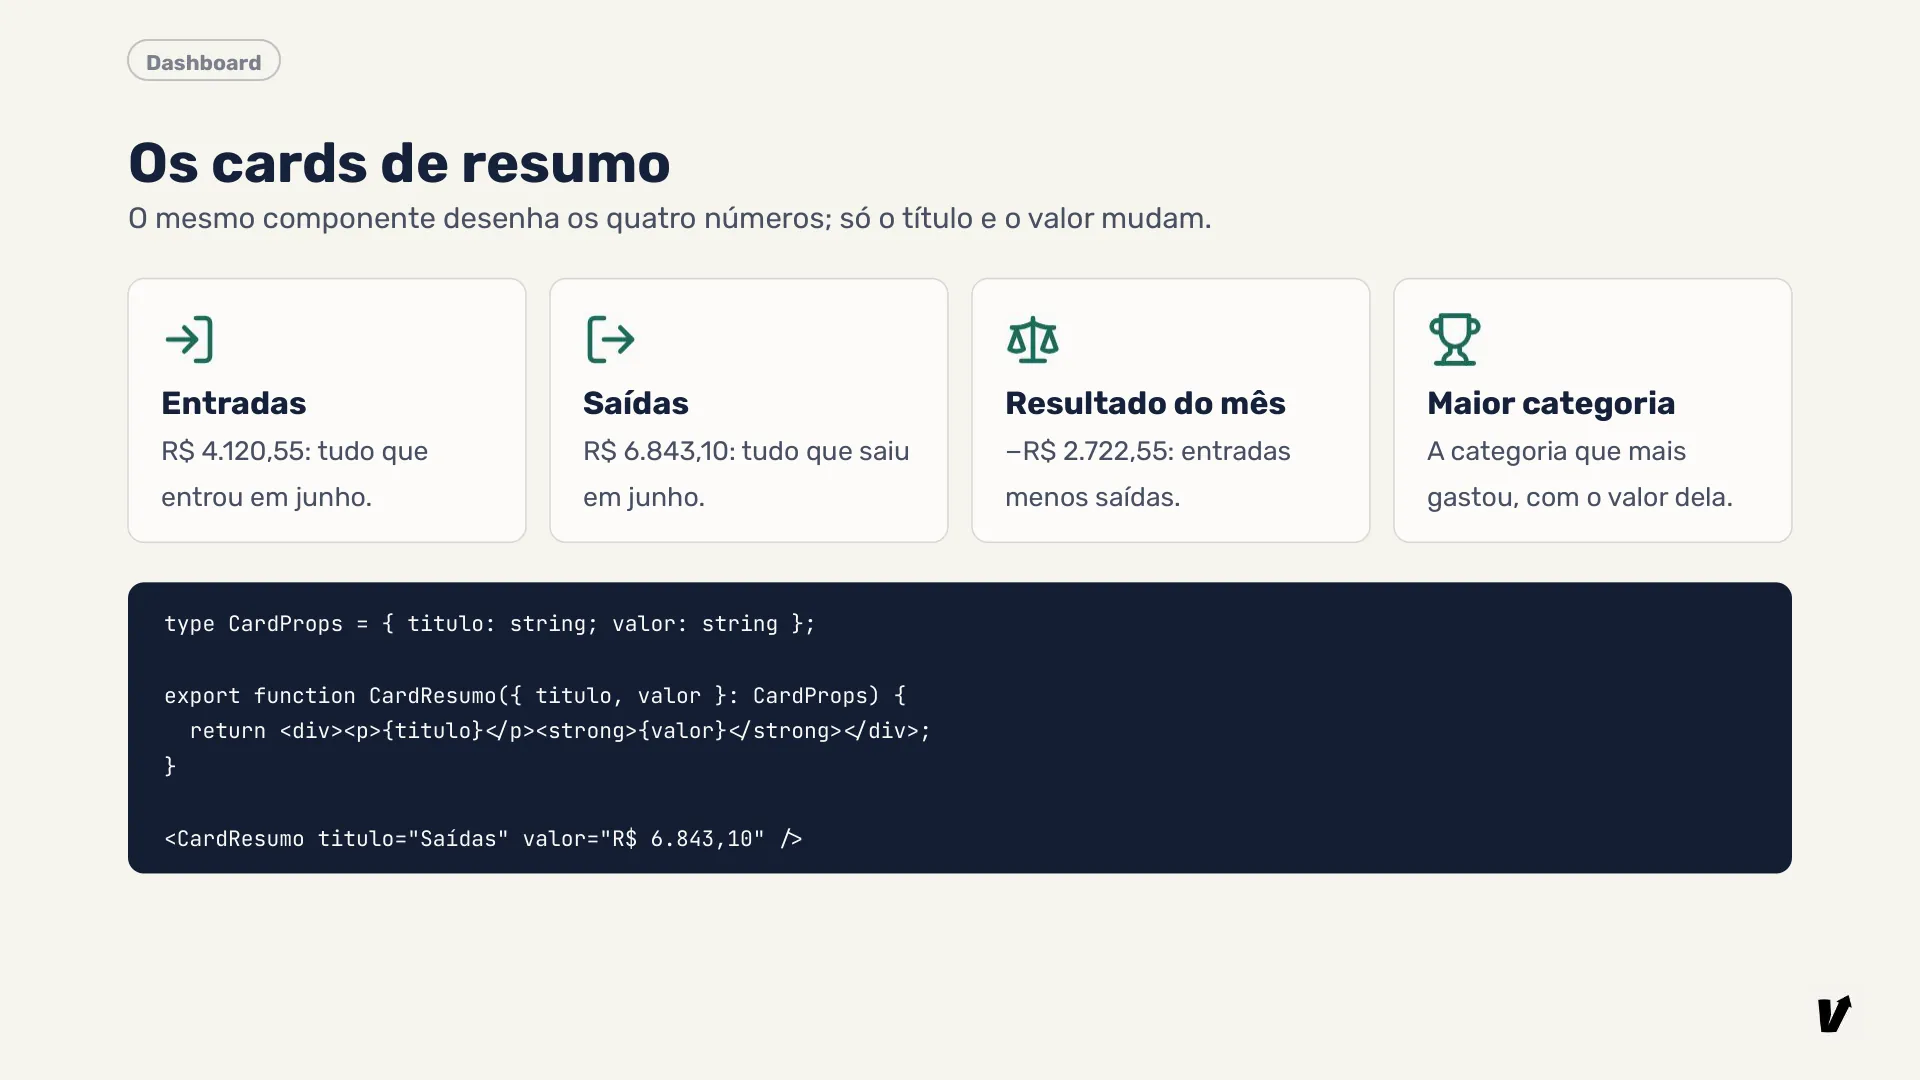 Dashboard
Os cards de resumo
O mesmo componente desenha os quatro números; só o título e o valor mudam.
Entradas
R$ 4.120,55: tudo que
entrou em junho.
Saídas
R$ 6.843,10: tudo que saiu
em junho.
Resultado do mês
−R$ 2.722,55: entradas
menos saídas.
Maior categoria
A categoria que mais
gastou, com o valor dela.
type CardProps = { titulo: string; valor: string };
export function CardResumo({ titulo, valor }: CardProps) {
  return <div><p>{titulo}</p><strong>{valor}</strong></div>;
}
<CardResumo titulo="Saídas" valor="R$ 6.843,10" />